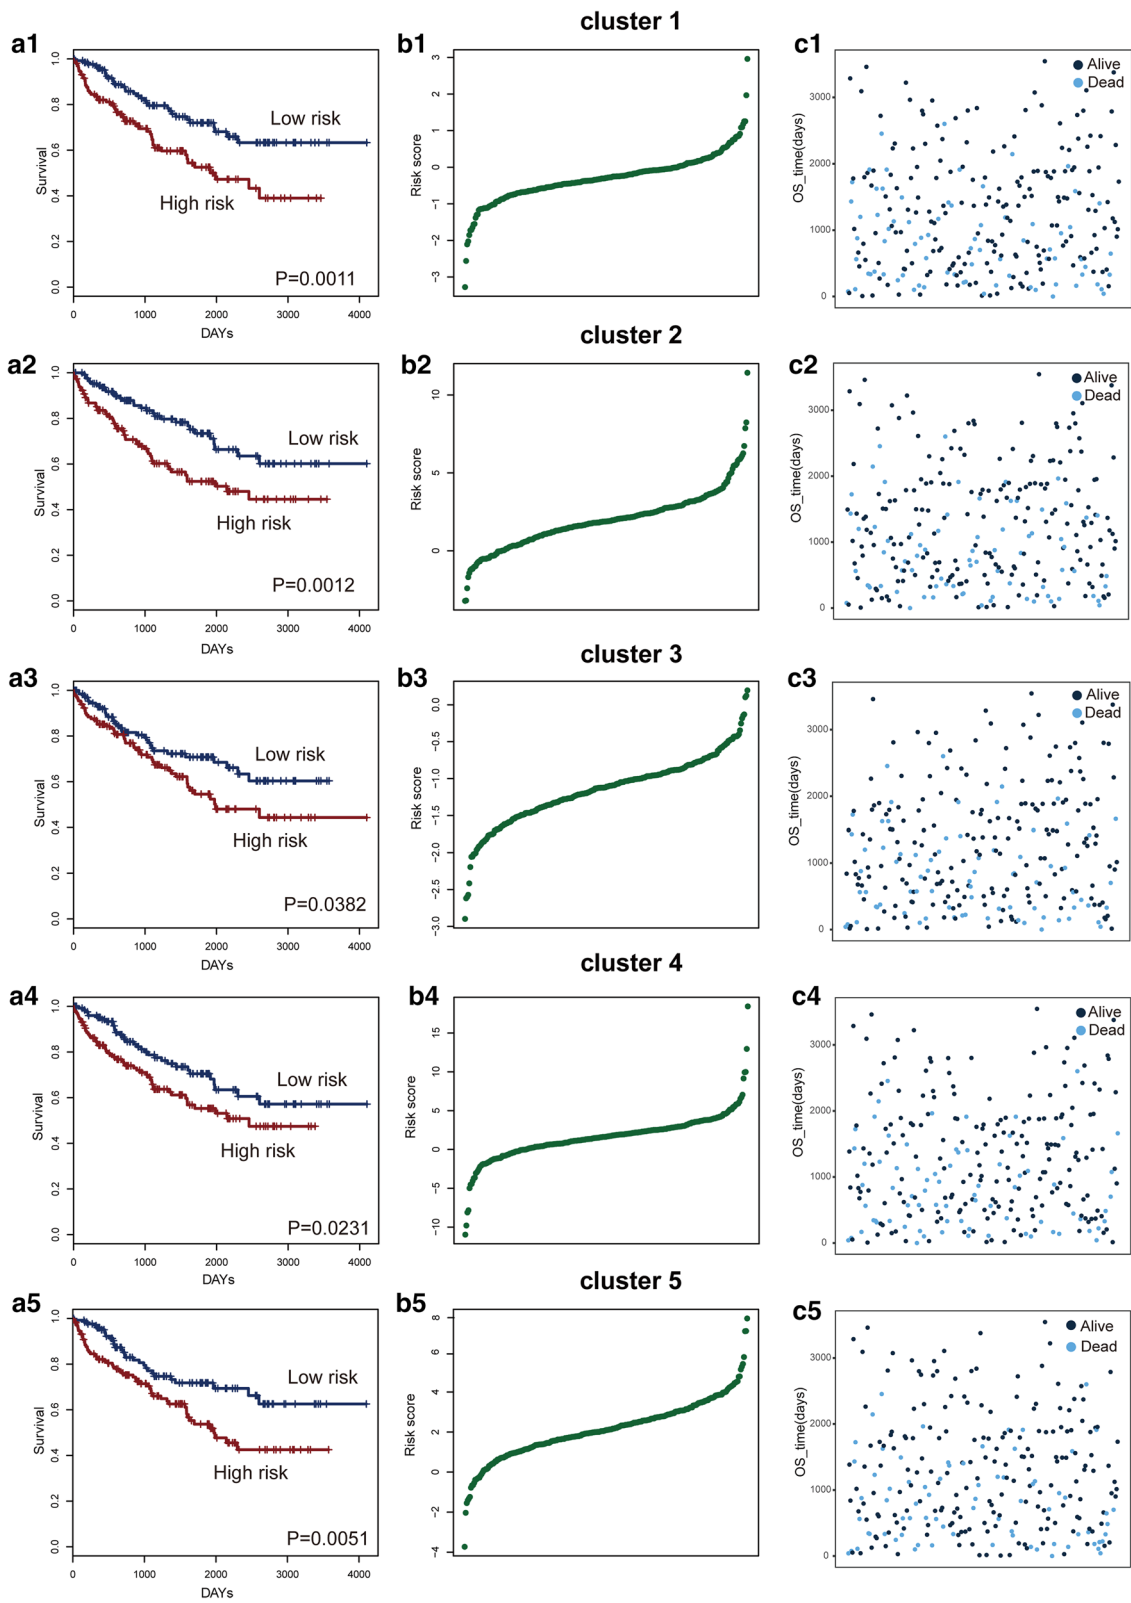 cluster 1
a1
Survival
1.0
0.8
0.6
0.4
0.2
0.0
Low risk
High risk
P=0.0011
0 1000 2000 3000 4000
DAYs
b1
Risk score
3
2
1
0
−1
−2
−3
c1
OS_time(days)
3000
2000
1000
0
Alive
Dead
cluster 2
a2
Survival
1.0
0.8
0.6
0.4
0.2
0.0
Low risk
High risk
P=0.0012
0 1000 2000 3000 4000
DAYs
b2
Risk score
10
5
0
c2
OS_time(days)
3000
2000
1000
0
Alive
Dead
cluster 3
a3
Survival
1.0
0.8
0.6
0.4
0.2
0.0
Low risk
High risk
P=0.0382
0 1000 2000 3000 4000
DAYs
b3
Risk score
0.0
−0.5
−1.0
−1.5
−2.0
−2.5
−3.0
c3
OS_time(days)
3000
2000
1000
0
Alive
Dead
cluster 4
a4
Survival
1.0
0.8
0.6
0.4
0.2
0.0
Low risk
High risk
P=0.0231
0 1000 2000 3000 4000
DAYs
b4
Risk score
15
10
5
0
−5
−10
c4
OS_time(days)
3000
2000
1000
0
Alive
Dead
cluster 5
a5
Survival
1.0
0.8
0.6
0.4
0.2
0.0
Low risk
High risk
P=0.0051
0 1000 2000 3000 4000
DAYs
b5
Risk score
8
6
4
2
0
−2
−4
c5
OS_time(days)
3000
2000
1000
0
Alive
Dead